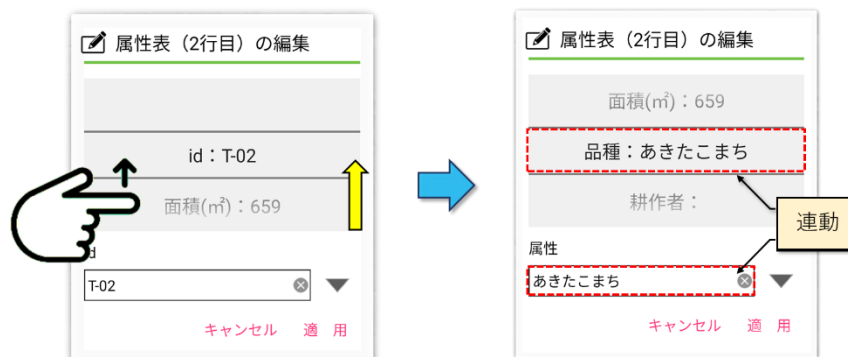 属性表（2行目）の編集
id：T-02
面積(㎡)：659
T-02
キャンセル 適 用
属性表（2行目）の編集
面積(㎡)：659
品種：あきたこまち
耕作者：
連動
属性
あきたこまち
キャンセル 適 用